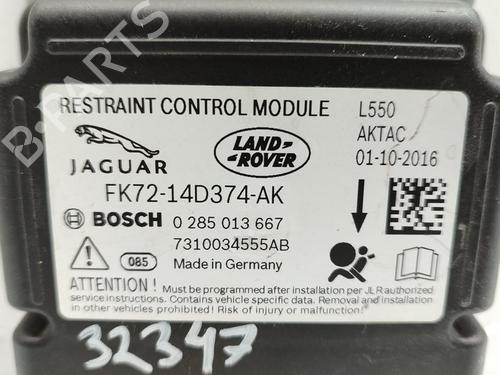 B-PARTS
RESTRAINT CONTROL MODULE L550
AKTAC
JAGUAR LAND ROVER 01-10-2016
FK72-14D374-AK
BOSCH 0 285 013 667
7310034555AB
085 Made in Germany
ATTENTION ! Must be programmed after installation per JLR authorized
service instructions. Contains vehicle specific data. Removal and installation
in other vehicles prohibited! Risk of injury or malfunction!
32347